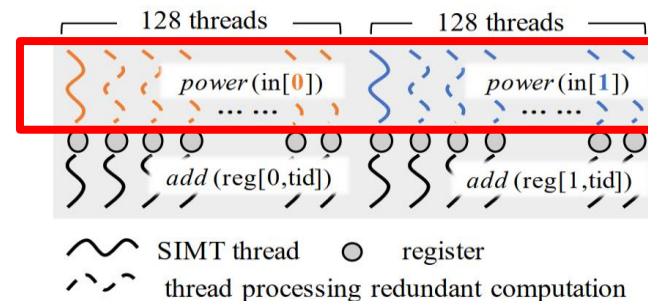 128 threads 128 threads
power(in[0]) power(in[1])
... ... ... ...
add(reg[0,tid]) add(reg[1,tid])
SIMT thread register
thread processing redundant computation